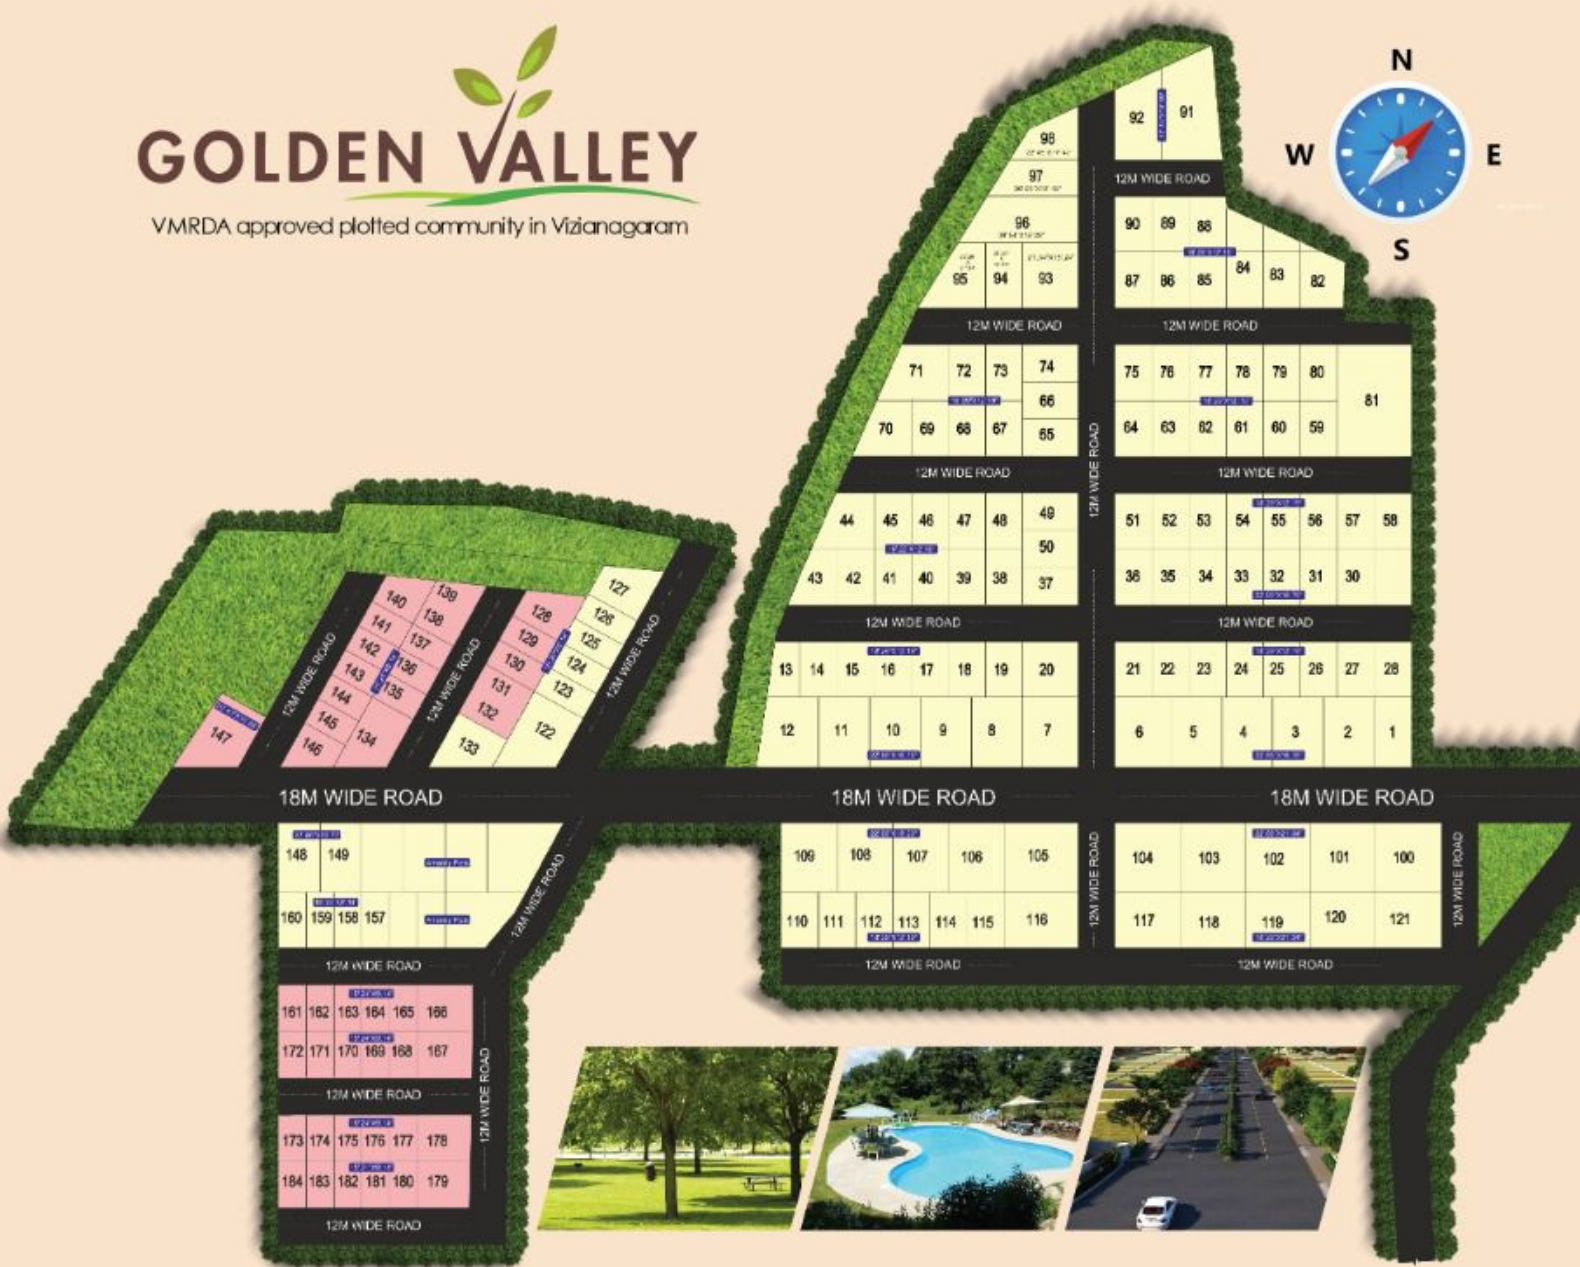 GOLDEN VALLEY
VMRDA approved plotted community in Vizianagaram
N
W E
S
92 91
98
97
12M WIDE ROAD
96
90 89 88
95 94 93
87 86 85 84 83 82
12M WIDE ROAD 12M WIDE ROAD
71 72 73 74
75 76 77 78 79 80
66
81
70 69 68 67 65
64 63 62 61 60 59
12M WIDE ROAD 12M WIDE ROAD
12M WIDE ROAD
44 45 46 47 48 49
51 52 53 54 55 56 57 58
50
43 42 41 40 39 38 37
36 35 34 33 32 31 30
12M WIDE ROAD 12M WIDE ROAD
13 14 15 16 17 18 19 20
21 22 23 24 25 26 27 28
12 11 10 9 8 7
6 5 4 3 2 1
140 139
141 138
142 137
143 136
144 135
145
146 134
147
128 127
129 126
130 125
131 124
132 123
133 122
12M WIDE ROAD
12M WIDE ROAD
12M WIDE ROAD
18M WIDE ROAD 18M WIDE ROAD 18M WIDE ROAD
148 149
Amenity Plots
160 159 158 157
Amenity Plots
12M WIDE ROAD
109 108 107 106 105
104 103 102 101 100
110 111 112 113 114 115 116
117 118 119 120 121
12M WIDE ROAD
12M WIDE ROAD
12M WIDE ROAD 12M WIDE ROAD 12M WIDE ROAD
161 162 163 164 165 166
172 171 170 169 168 167
12M WIDE ROAD
12M WIDE ROAD
173 174 175 176 177 178
184 183 182 181 180 179
12M WIDE ROAD